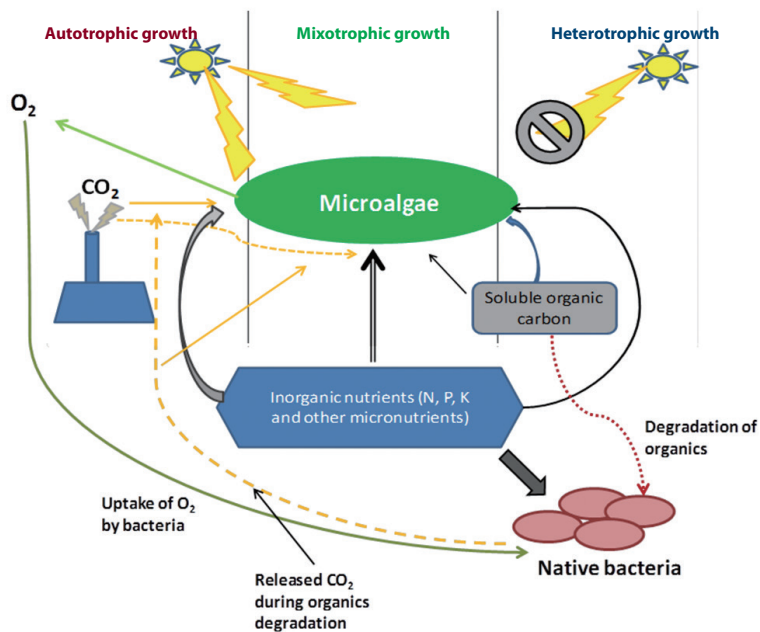 Autotrophic growth
Mixotrophic growth
Heterotrophic growth
O₂
CO₂
Microalgae
Soluble organic
carbon
Inorganic nutrients (N, P, K
and other micronutrients)
Degradation of
organics
Uptake of O₂
by bacteria
Native bacteria
Released CO₂
during organics
degradation